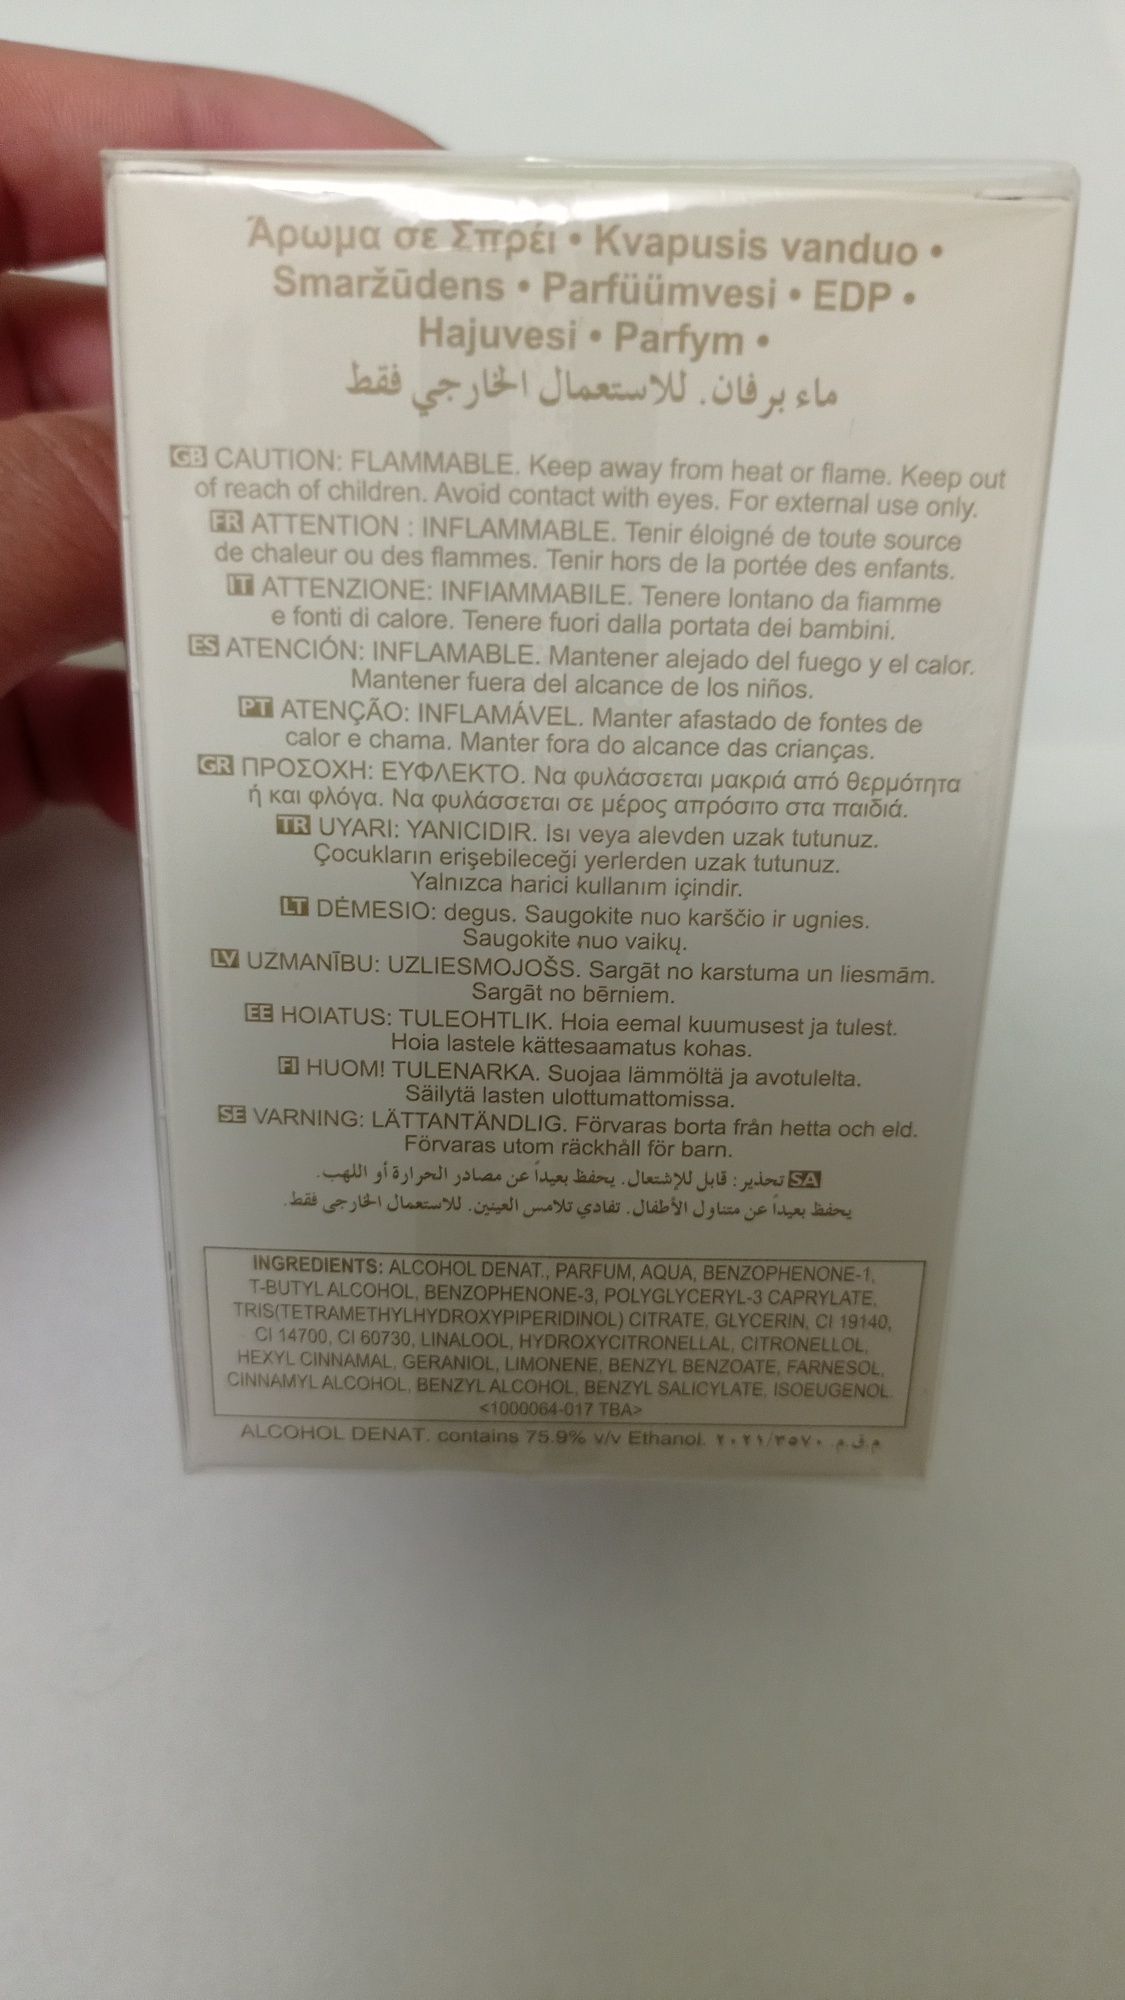 Άρωμα σε Σπρέι • Kvapusis vanduo •
Smaržūdens • Parfüümvesi • EDP •
Hajuvesi • Parfym •
ماء برفان. للاستعمال الخارجي فقط
GB CAUTION: FLAMMABLE. Keep away from heat or flame. Keep out
of reach of children. Avoid contact with eyes. For external use only.
FR ATTENTION : INFLAMMABLE. Tenir éloigné de toute source
de chaleur ou des flammes. Tenir hors de la portée des enfants.
IT ATTENZIONE: INFIAMMABILE. Tenere lontano da fiamme
e fonti di calore. Tenere fuori dalla portata dei bambini.
ES ATENCIÓN: INFLAMABLE. Mantener alejado del fuego y el calor.
Mantener fuera del alcance de los niños.
PT ATENÇÃO: INFLAMÁVEL. Manter afastado de fontes de
calor e chama. Manter fora do alcance das crianças.
GR ΠΡΟΣΟΧΗ: ΕΥΦΛΕΚΤΟ. Να φυλάσσεται μακριά από θερμότητα
ή και φλόγα. Να φυλάσσεται σε μέρος απρόσιτο στα παιδιά.
TR UYARI: YANICIDIR. Isı veya alevden uzak tutunuz.
Çocukların erişebileceği yerlerden uzak tutunuz.
Yalnızca harici kullanım içindir.
LT DĖMESIO: degus. Saugokite nuo karščio ir ugnies.
Saugokite nuo vaikų.
LV UZMANĪBU: UZLIESMOJOŠS. Sargāt no karstuma un liesmām.
Sargāt no bērniem.
EE HOIATUS: TULEOHTLIK. Hoia eemal kuumusest ja tulest.
Hoia lastele kättesaamatus kohas.
FI HUOM! TULENARKA. Suojaa lämmöltä ja avotulelta.
Säilytä lasten ulottumattomissa.
SE VARNING: LÄTTANTÄNDLIG. Förvaras borta från hetta och eld.
Förvaras utom räckhåll för barn.
SA تحذير: قابل للإشتعال. يحفظ بعيداً عن مصادر الحرارة أو اللهب.
يحفظ بعيداً عن متناول الأطفال. تفادي تلامس العينين. للاستعمال الخارجي فقط.
INGREDIENTS: ALCOHOL DENAT., PARFUM, AQUA, BENZOPHENONE-1,
T-BUTYL ALCOHOL, BENZOPHENONE-3, POLYGLYCERYL-3 CAPRYLATE,
TRIS(TETRAMETHYLHYDROXYPIPERIDINOL) CITRATE, GLYCERIN, CI 19140,
CI 14700, CI 60730, LINALOOL, HYDROXYCITRONELLAL, CITRONELLOL,
HEXYL CINNAMAL, GERANIOL, LIMONENE, BENZYL BENZOATE, FARNESOL,
CINNAMYL ALCOHOL, BENZYL ALCOHOL, BENZYL SALICYLATE, ISOEUGENOL.
<1000064-017 TBA>
ALCOHOL DENAT. contains 75.9% v/v Ethanol. م.ق.م. ٢٠٢١/٣٥٧٠